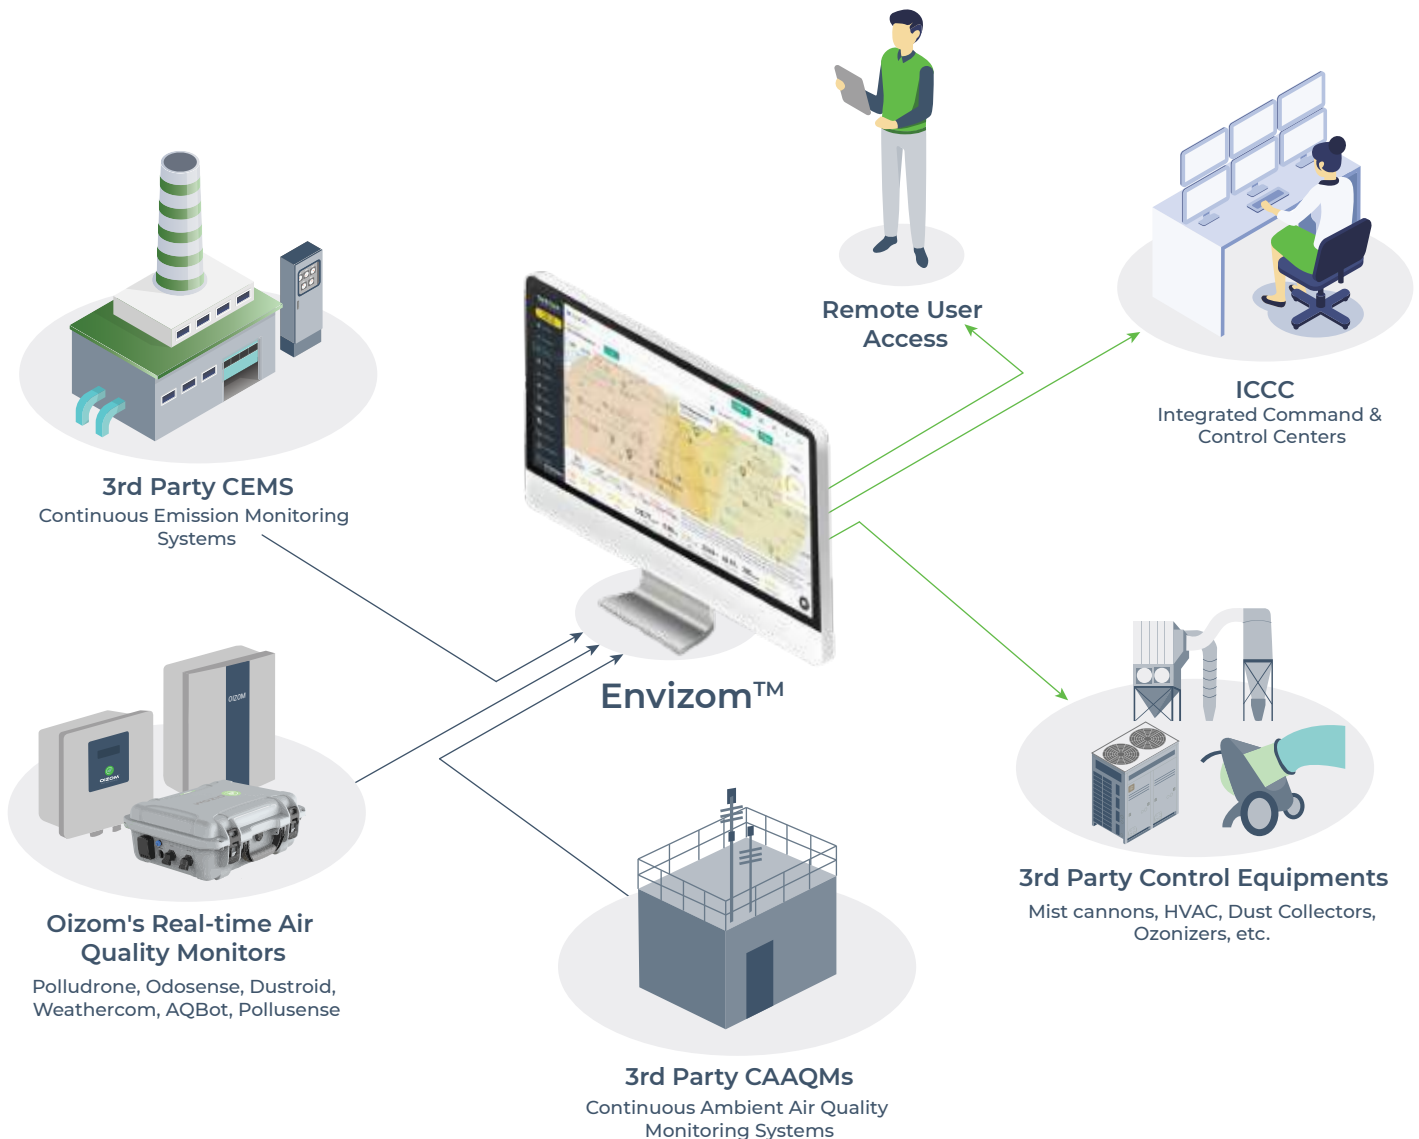 Remote User
Access
ICCC
Integrated Command &
Control Centers
3rd Party CEMS
Continuous Emission Monitoring
Systems
Envizom™
OIZOM
OIZOM
3rd Party Control Equipments
Mist cannons, HVAC, Dust Collectors,
Ozonizers, etc.
Oizom's Real-time Air
Quality Monitors
Polludrone, Odosense, Dustroid,
Weathercom, AQBot, Pollusense
3rd Party CAAQMs
Continuous Ambient Air Quality
Monitoring Systems